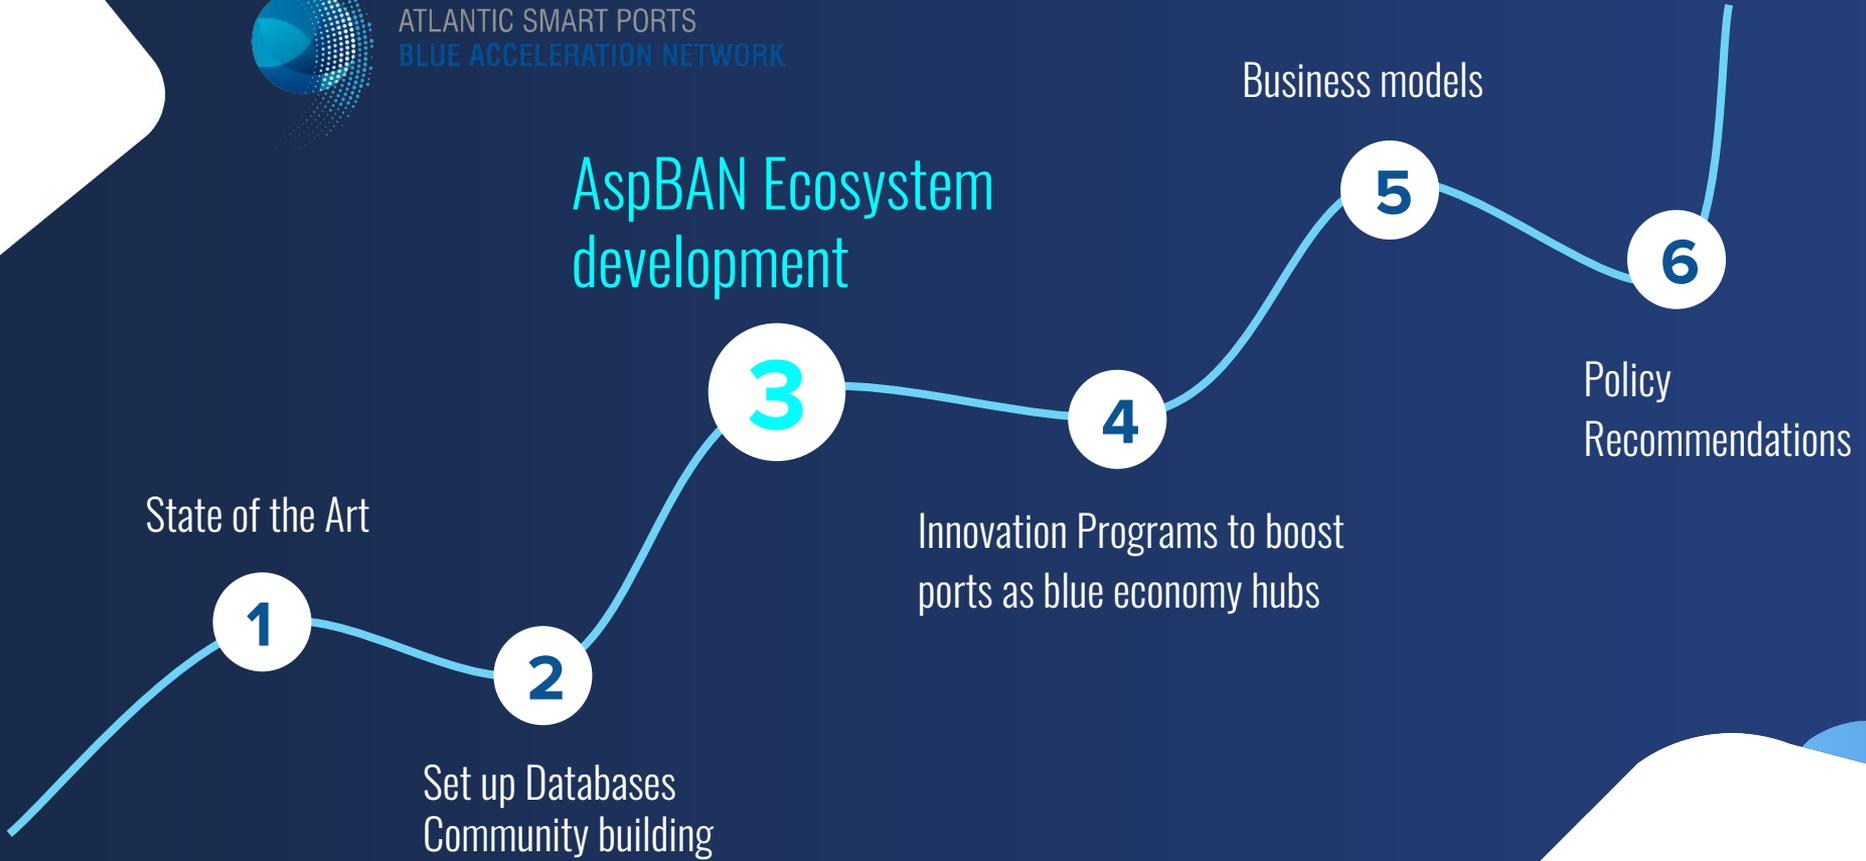 ATLANTIC SMART PORTS
BLUE ACCELERATION NETWORK
Business models
AspBAN Ecosystem
development
5
6
3
4
Policy
Recommendations
State of the Art
Innovation Programs to boost
ports as blue economy hubs
1
2
Set up Databases
Community building